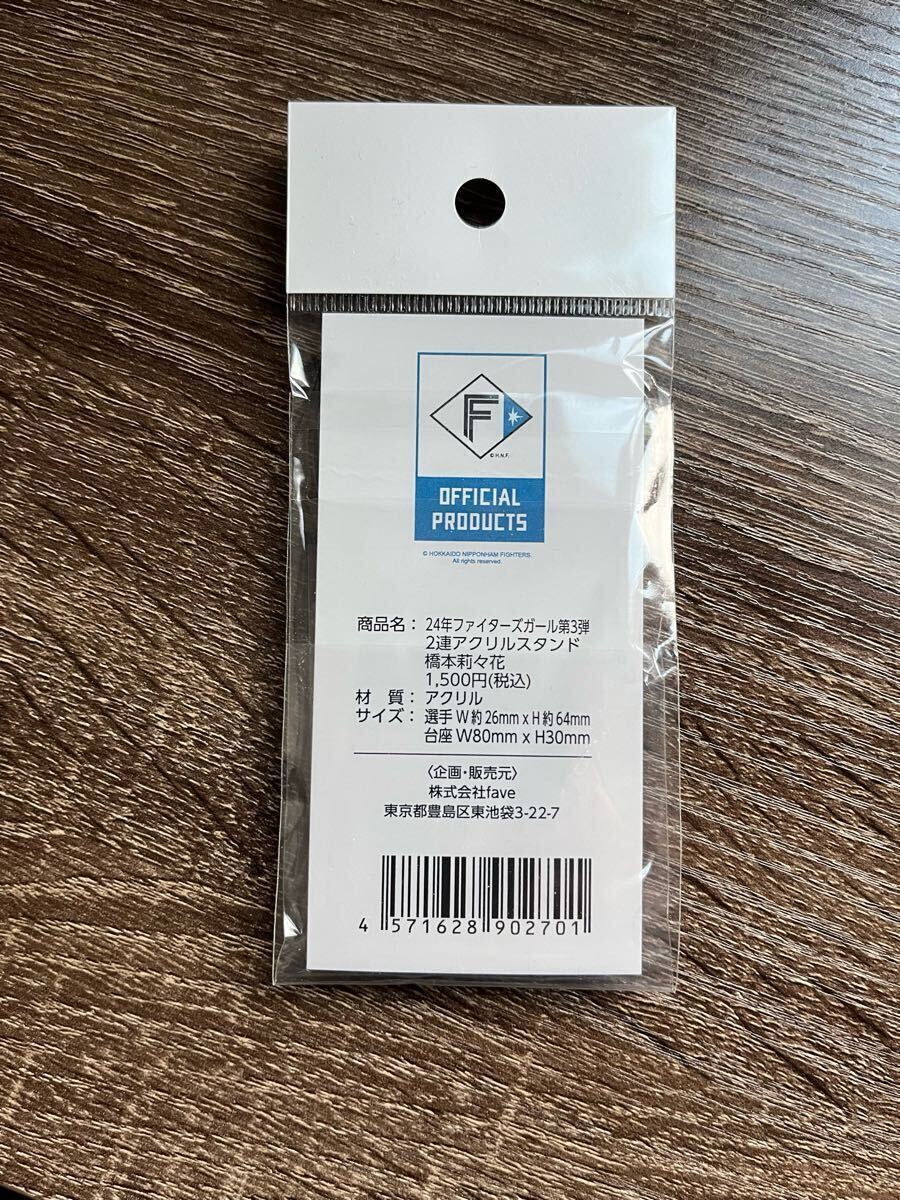 F
© H.N.F.
OFFICIAL
PRODUCTS
© HOKKAIDO NIPPONHAM FIGHTERS.
All rights reserved.
商品名： 24年ファイターズガール第3弾
2連アクリルスタンド
橋本莉々花
1,500円(税込)
材　質： アクリル
サイズ： 選手 W 約 26mm x H 約 64mm
台座 W80mm x H30mm
〈企画・販売元〉
株式会社fave
東京都豊島区東池袋3-22-7
4 571628 902701